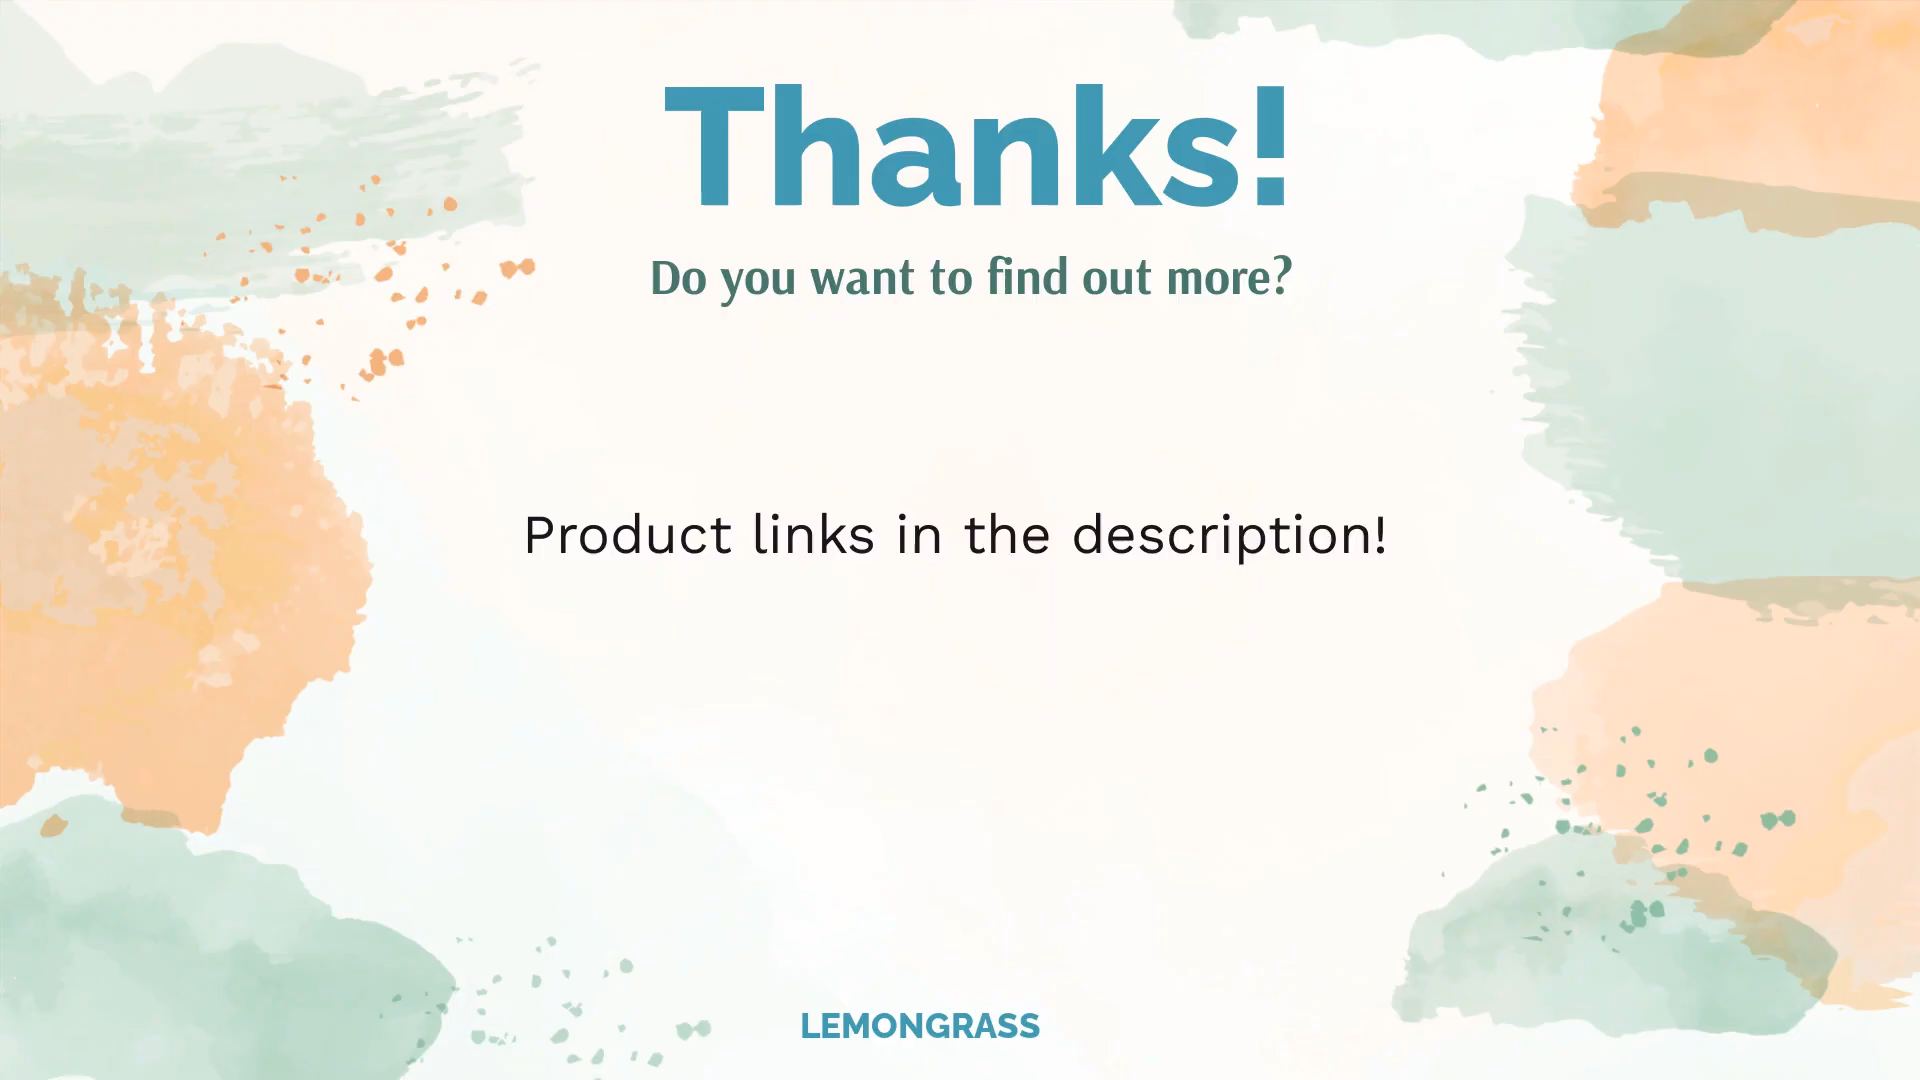 Thanks!
Do you want to find out more?
Product links in the description!
LEMONGRASS